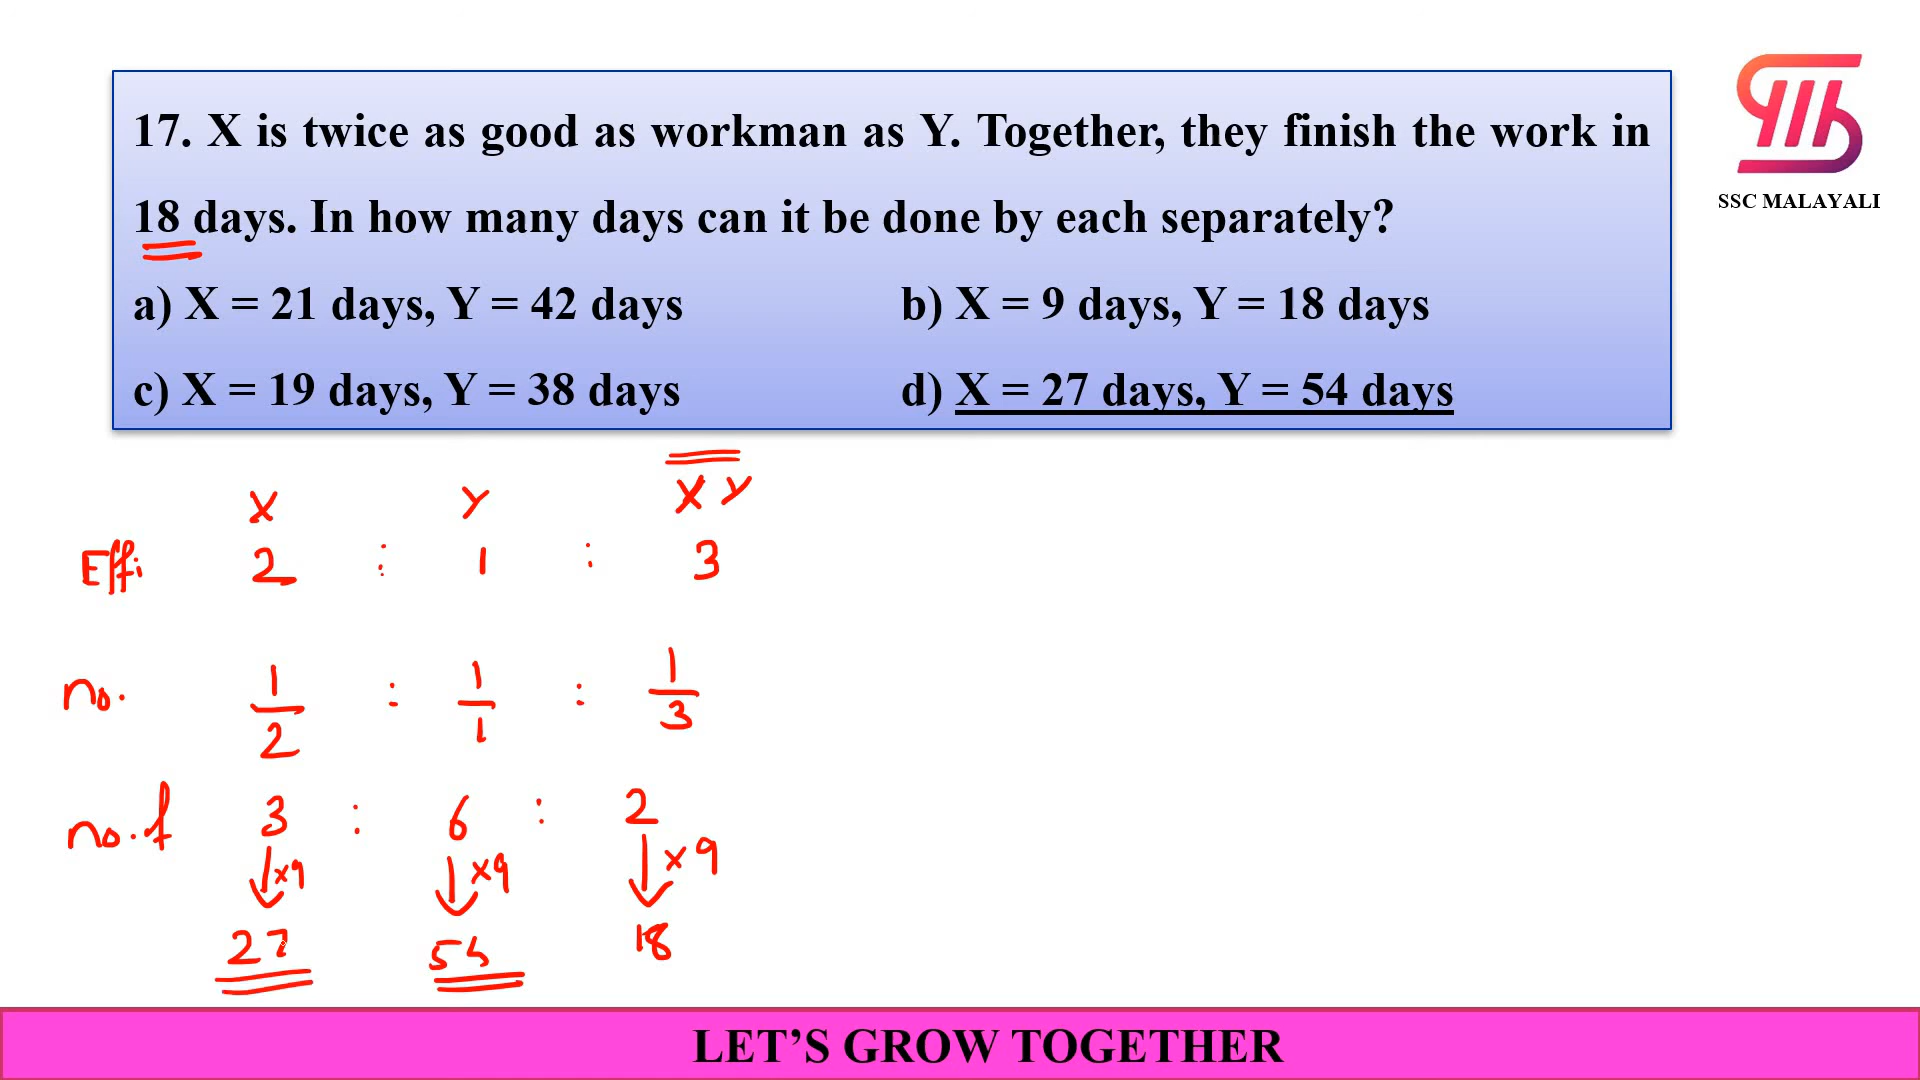 17. X is twice as good as workman as Y. Together, they finish the work in
18 days. In how many days can it be done by each separately?
a) X = 21 days, Y = 42 days b) X = 9 days, Y = 18 days
c) X = 19 days, Y = 38 days d) X = 27 days, Y = 54 days
SSC MALAYALI
X Y X Y
Effi 2 : 1 : 3
no. 1/2 : 1/1 : 1/3
no. of 3 : 6 : 2
×9 ×9 ×9
27 54 18
LET’S GROW TOGETHER